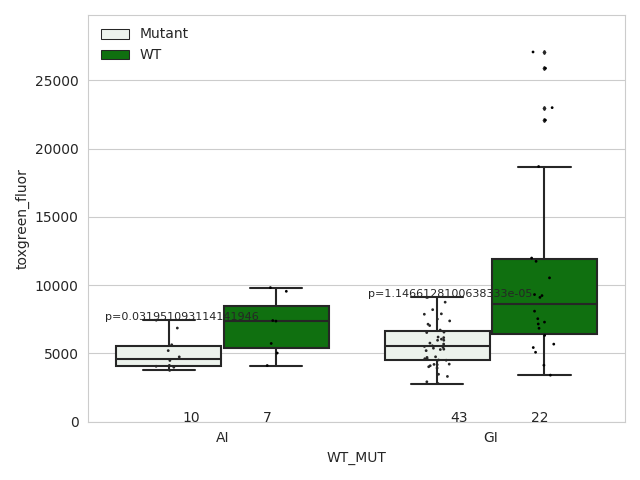 Mutant
WT
25000
20000
15000
10000
5000
0
toxgreen_fluor
p=0.031951093114141946
p=1.1466128100638333e-05
10
7
43
22
AI
GI
WT_MUT